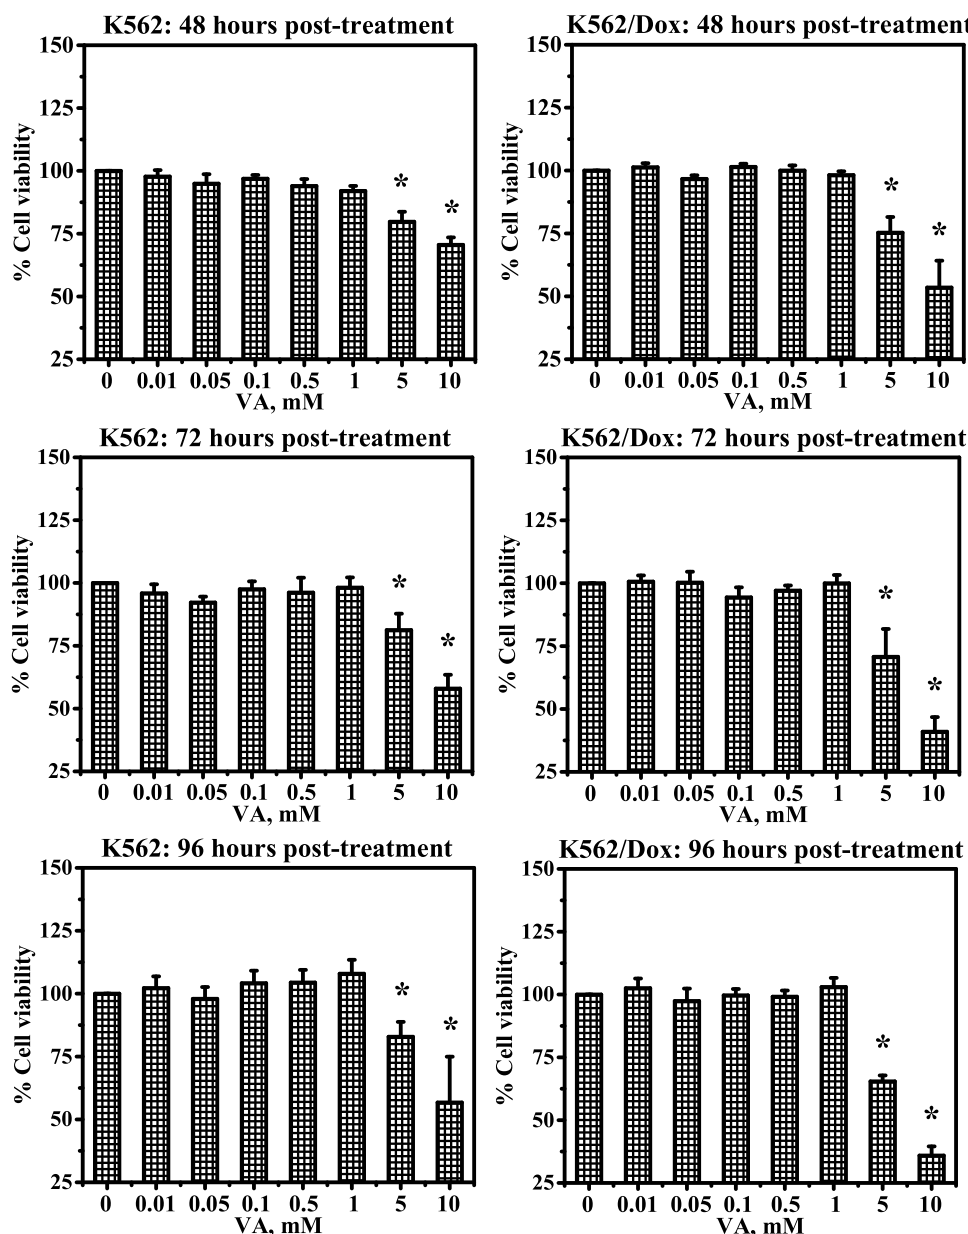 K562: 48 hours post-treatment
150
125
100
75
50
25
% Cell viability
* *
0 0.01 0.05 0.1 0.5 1 5 10
VA, mM
K562/Dox: 48 hours post-treatment
150
125
100
75
50
25
% Cell viability
* *
0 0.01 0.05 0.1 0.5 1 5 10
VA, mM
K562: 72 hours post-treatment
150
125
100
75
50
25
% Cell viability
* *
0 0.01 0.05 0.1 0.5 1 5 10
VA, mM
K562/Dox: 72 hours post-treatment
150
125
100
75
50
25
% Cell viability
* *
0 0.01 0.05 0.1 0.5 1 5 10
VA, mM
K562: 96 hours post-treatment
150
125
100
75
50
25
% Cell viability
* *
0 0.01 0.05 0.1 0.5 1 5 10
VA, mM
K562/Dox: 96 hours post-treatment
150
125
100
75
50
25
% Cell viability
* *
0 0.01 0.05 0.1 0.5 1 5 10
VA, mM